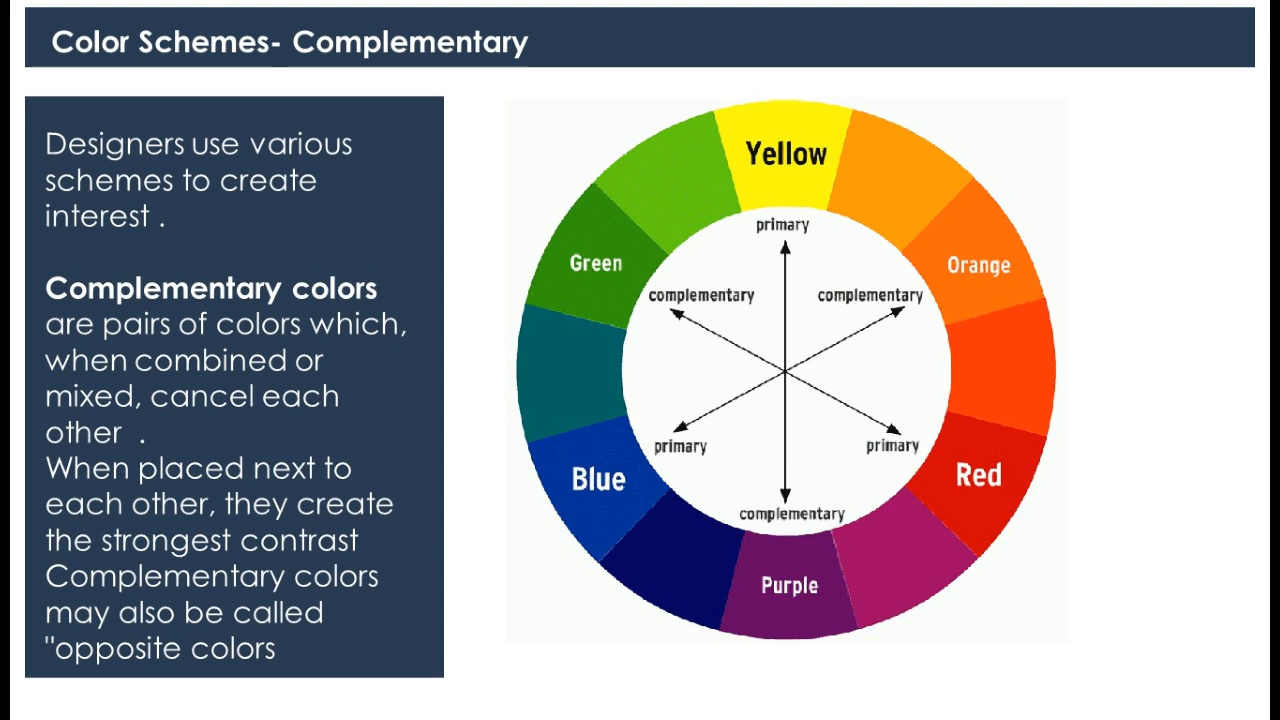 Color Schemes- Complementary
Designers use various
schemes to create
interest .
Complementary colors
are pairs of colors which,
when combined or
mixed, cancel each
other .
When placed next to
each other, they create
the strongest contrast
Complementary colors
may also be called
"opposite colors
Yellow
primary
Green
Orange
complementary
complementary
primary
primary
Blue
Red
complementary
Purple